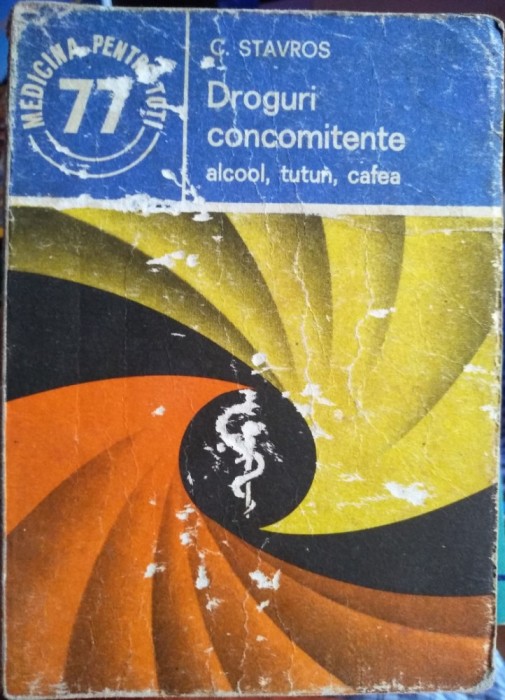 MEDICINA PENTRU TOȚI
77
C. STAVROS
Droguri
concomitente
alcool, tutun, cafea